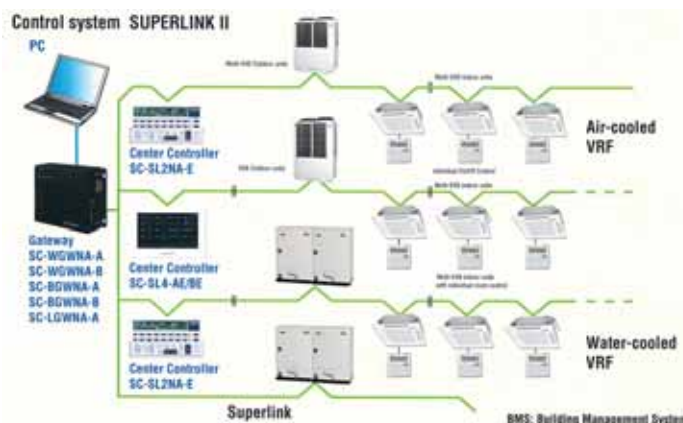 Control system SUPERLINK II
PC
Center Controller
SC-SL2NA-E
Air-cooled
VRF
Gateway
SC-WGWNA-A
SC-WGWNA-B
SC-BGWNA-A
SC-BGWNA-B
SC-LGWNA-A
Center Controller
SC-SL4-AE/BE
Center Controller
SC-SL2NA-E
Water-cooled
VRF
Superlink
BMS: Building Management System